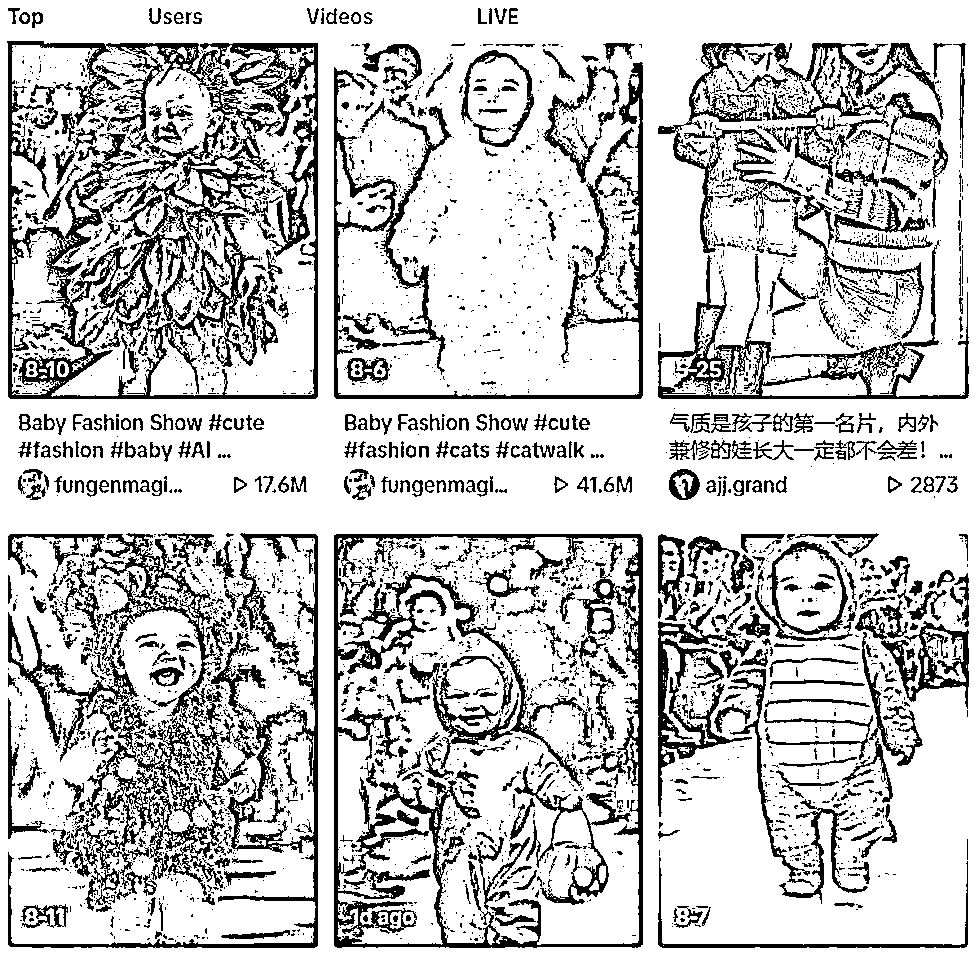 Top Users Videos LIVE
8-10
8-6
5-25
Baby Fashion Show #cute
#fashion #baby #AI ...
fungenmagi... 17.6M
Baby Fashion Show #cute
#fashion #cats #catwalk ...
fungenmagi... 41.6M
气质是孩子的第一名片，内外
兼修的娃长大一定都不会差！...
ajj.grand 2873
8-11
1d ago
8-7